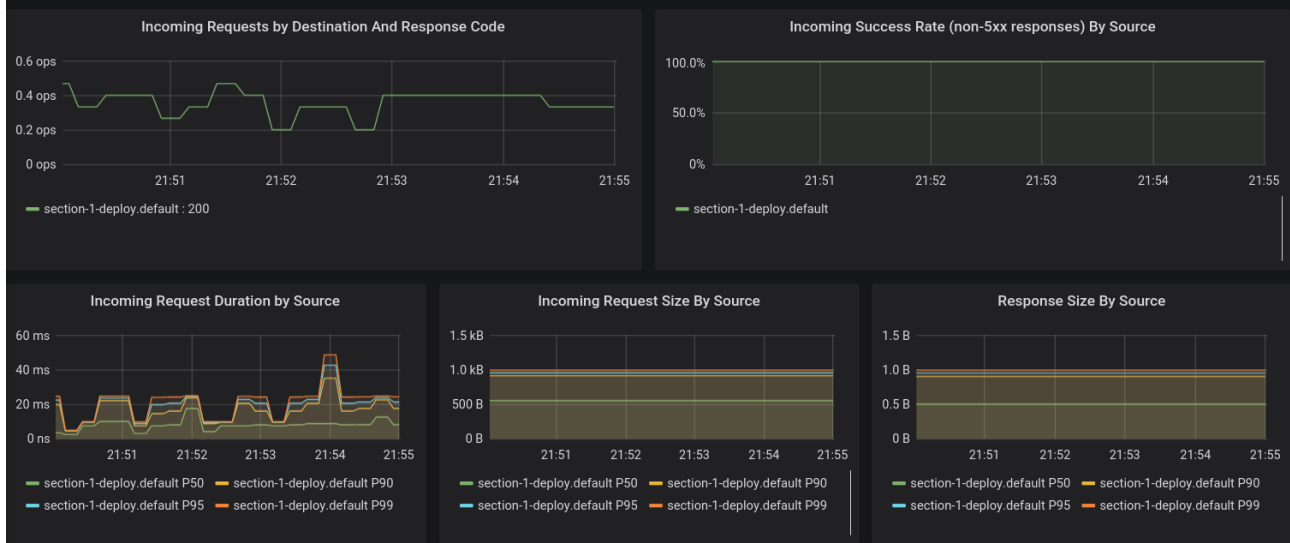 Incoming Requests by Destination And Response Code
0.6 ops
0.4 ops
0.2 ops
0 ops
21:51 21:52 21:53 21:54 21:55
section-1-deploy.default : 200
Incoming Success Rate (non-5xx responses) By Source
100.0%
50.0%
0%
21:51 21:52 21:53 21:54 21:55
section-1-deploy.default
Incoming Request Duration by Source
60 ms
40 ms
20 ms
0 ns
21:51 21:52 21:53 21:54 21:55
section-1-deploy.default P50 section-1-deploy.default P90
section-1-deploy.default P95 section-1-deploy.default P99
Incoming Request Size By Source
1.5 kB
1.0 kB
500 B
0 B
21:51 21:52 21:53 21:54 21:55
section-1-deploy.default P50 section-1-deploy.default P90
section-1-deploy.default P95 section-1-deploy.default P99
Response Size By Source
1.5 B
1.0 B
0.5 B
0 B
21:51 21:52 21:53 21:54 21:55
section-1-deploy.default P50 section-1-deploy.default P90
section-1-deploy.default P95 section-1-deploy.default P99